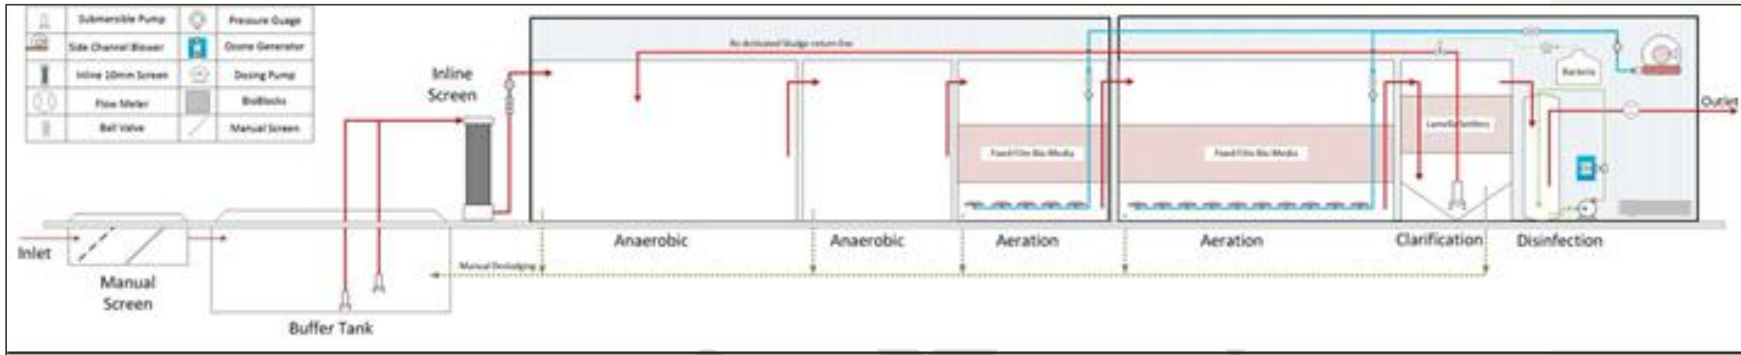 Submersible Pump
Pressure Guage
Side Channel Blower
Ozone Generator
Inline 10mm Screen
Dosing Pump
Flow Meter
BioBlocks
Ball Valve
Manual Screen
Inline
Screen
Re-Activated Sludge return line
Bacteria
Outlet
Fixed Film Bio Media
Fixed Film Bio Media
Lamella Settlers
Inlet
Manual
Screen
Buffer Tank
Manual Desludging
Anaerobic
Anaerobic
Aeration
Aeration
Clarification
Disinfection